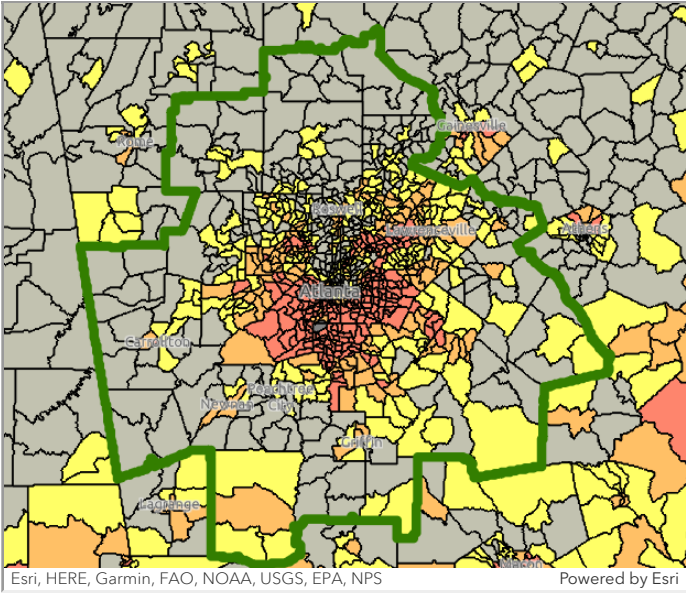 Gainesville
Rome
Roswell
Lawrenceville
Athens
Atlanta
Carrollton
Peachtree
City
Newnan
Griffin
Lagrange
Macon
Esri, HERE, Garmin, FAO, NOAA, USGS, EPA, NPS
Powered by Esri